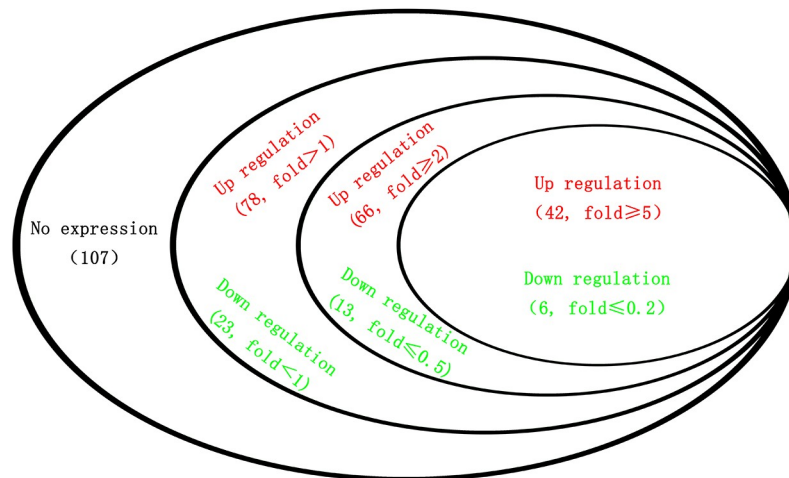 No expression
(107)
Up regulation
(78, fold>1)
Down regulation
(23, fold<1)
Up regulation
(66, fold≥2)
Down regulation
(13, fold≤0.5)
Up regulation
(42, fold≥5)
Down regulation
(6, fold≤0.2)